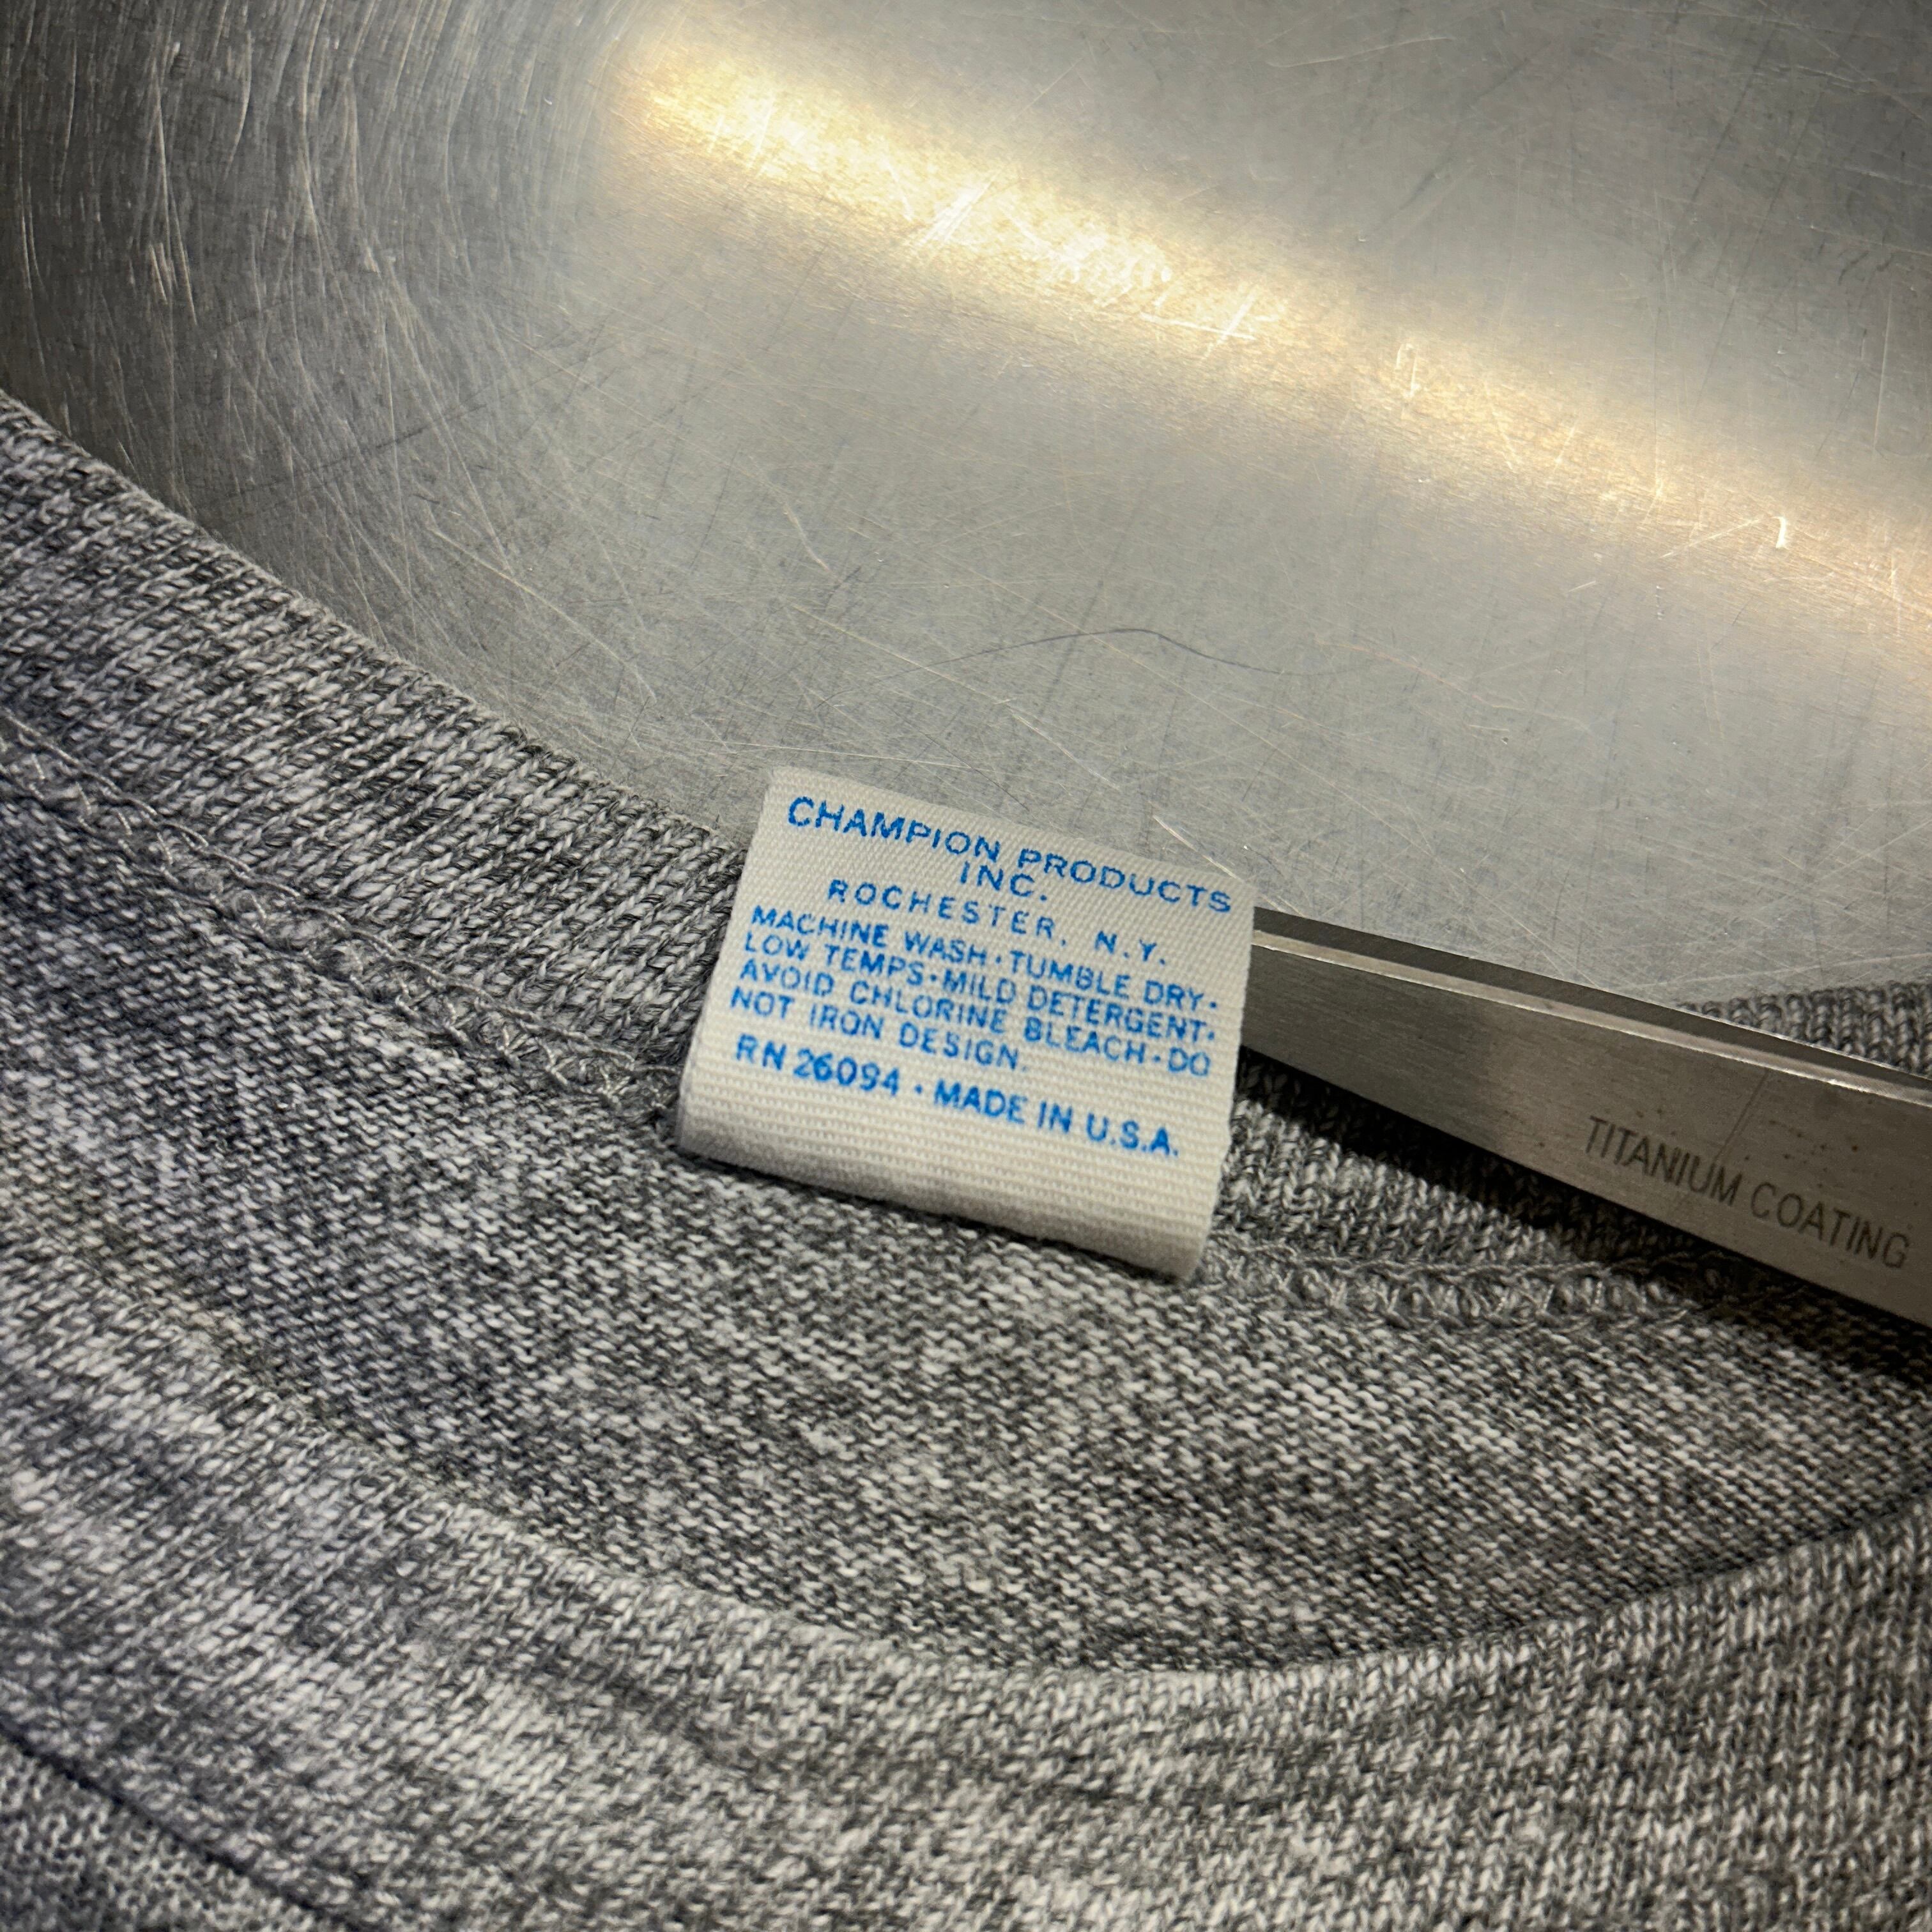 CHAMPION PRODUCTS
INC.
ROCHESTER, N.Y.
MACHINE WASH·TUMBLE DRY·
LOW TEMPS·MILD DETERGENT·
AVOID CHLORINE BLEACH·DO
NOT IRON DESIGN.
RN 26094 · MADE IN U.S.A.
TITANIUM COATING